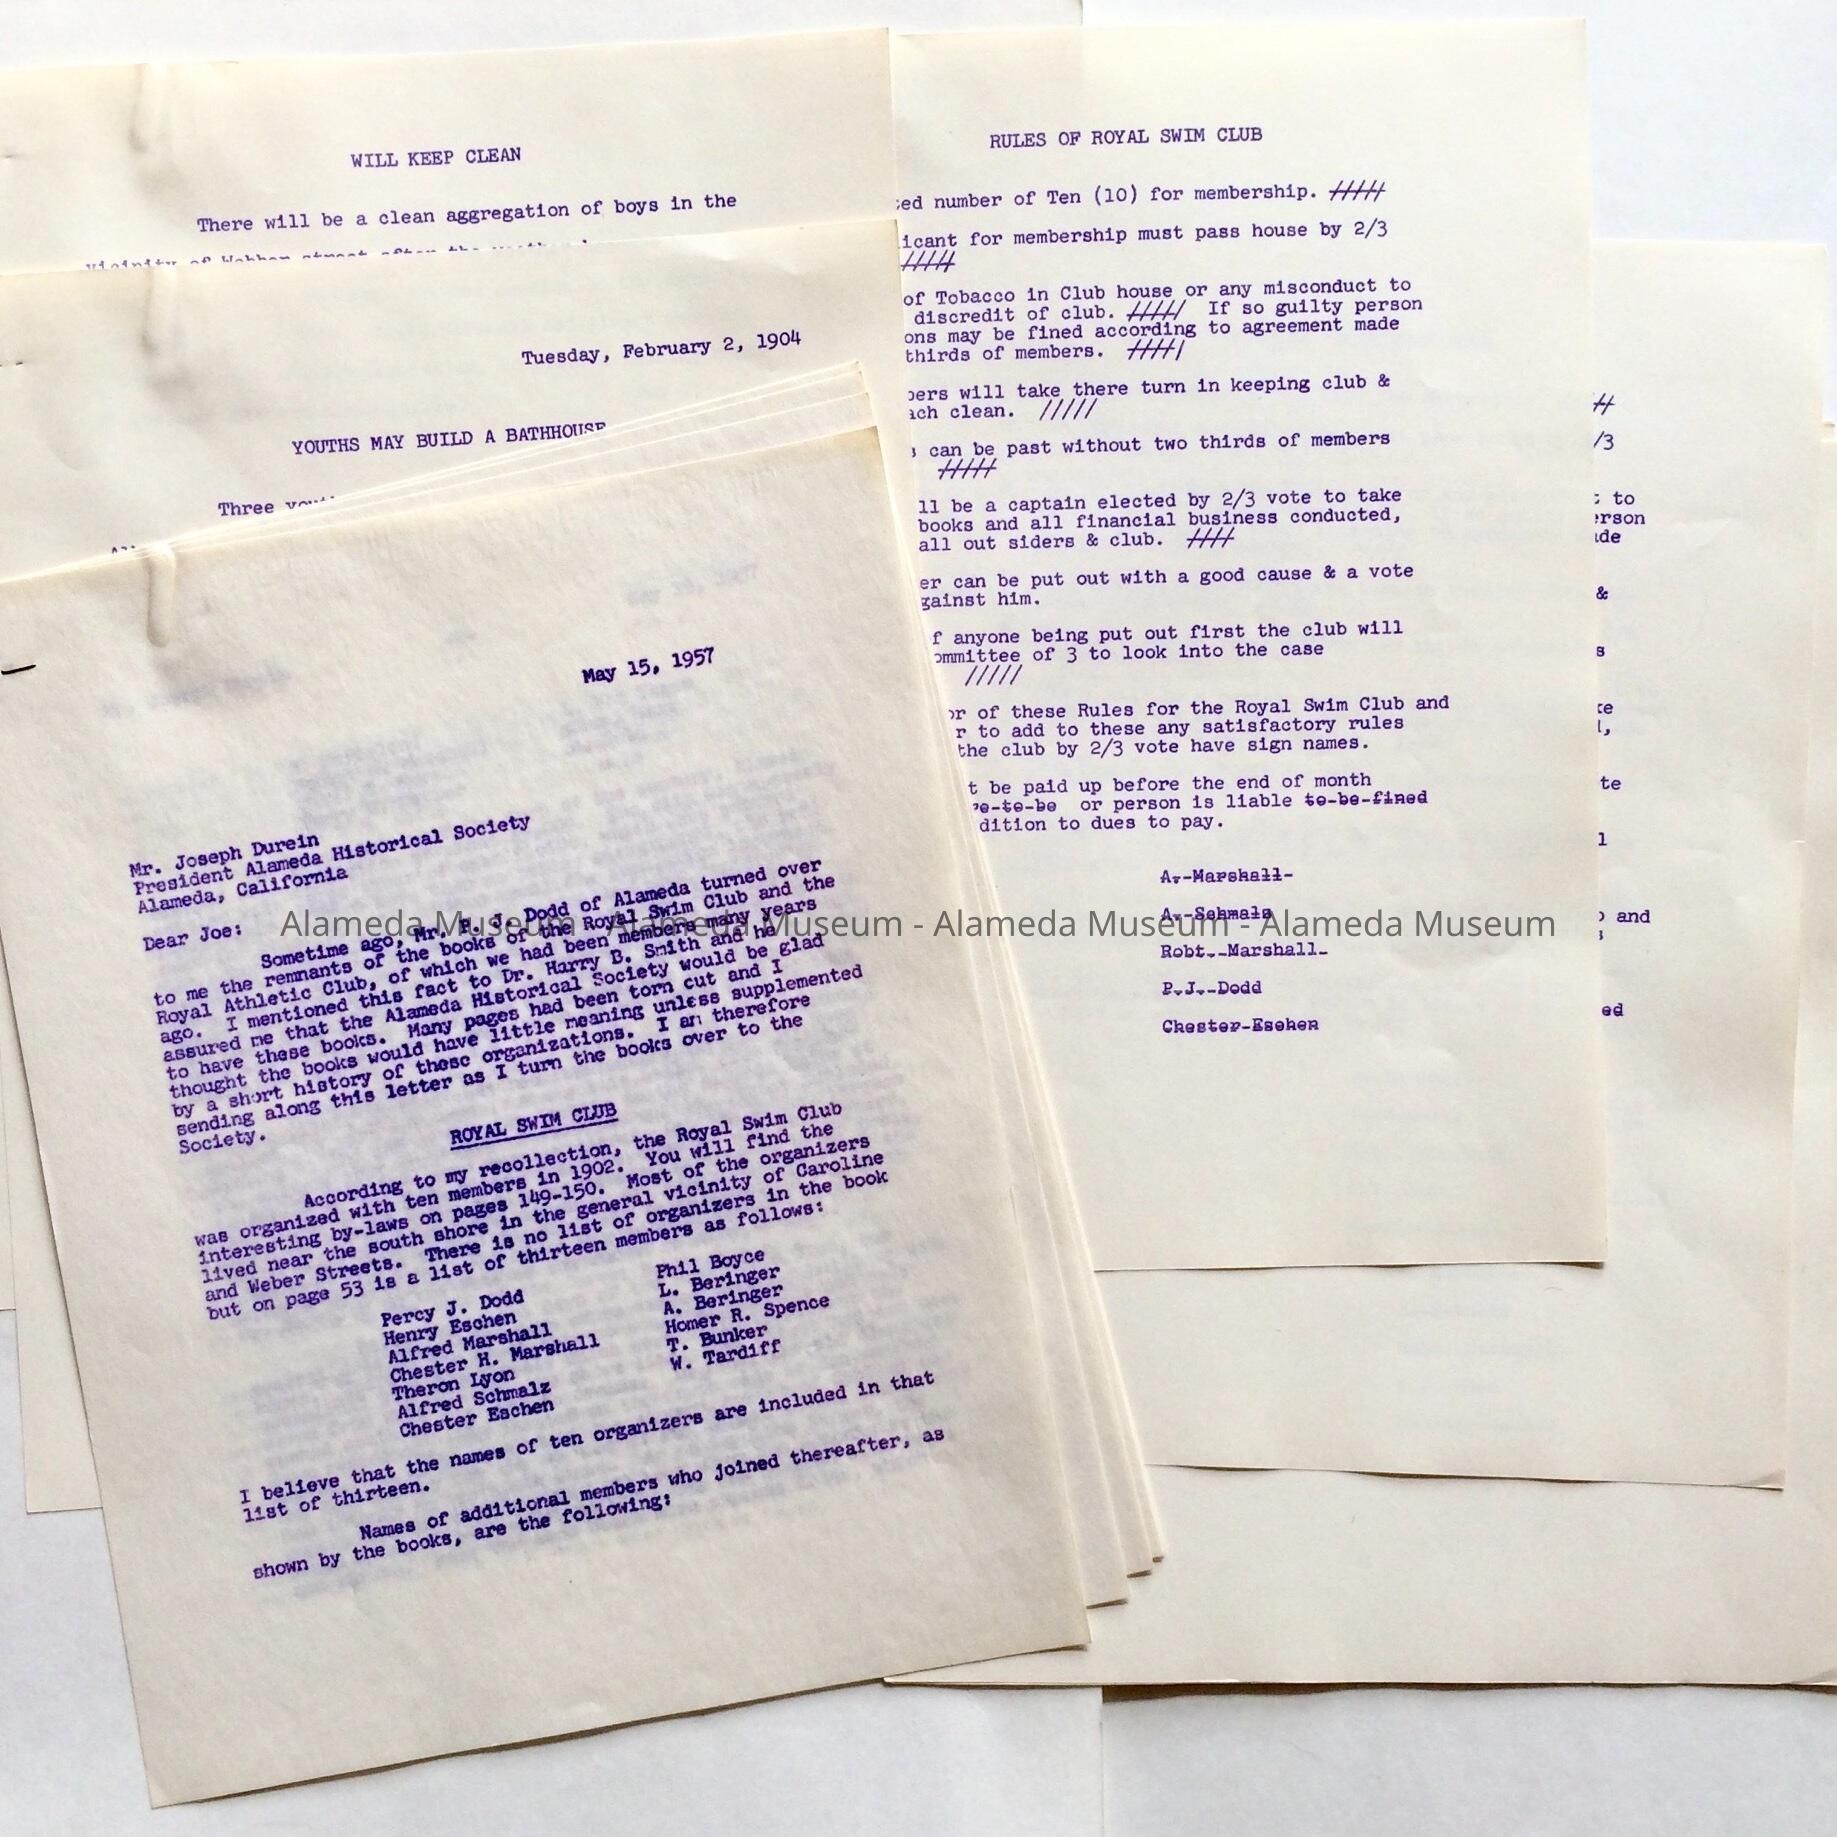 WILL KEEP CLEAN
There will be a clean aggregation of boys in the
Tuesday, February 2, 1904
YOUTHS MAY BUILD A BATHHOUSE
Three
May 15, 1957
Mr. Joseph Durein
President Alameda Historical Society
Alameda, California
Dear Joe:
Sometime ago, Mr. P. J. Dodd of Alameda turned over
to me the remnants of the books of the Royal Swim Club and the
Royal Athletic Club, of which we had been members many years
ago. I mentioned this fact to Dr. Harry B. Smith and he
assured me that the Alameda Historical Society would be glad
to have these books. Many pages had been torn out and I
thought the books would have little meaning unless supplemented
by a short history of these organizations. I am therefore
sending along this letter as I turn the books over to the
Society.
ROYAL SWIM CLUB
According to my recollection, the Royal Swim Club
was organized with ten members in 1902. You will find the
interesting by-laws on pages 149-150. Most of the organizers
lived near the south shore in the general vicinity of Caroline
and Weber Streets. There is no list of organizers in the book
but on page 53 is a list of thirteen members as follows:
Percy J. Dodd
Henry Eschen
Alfred Marshall
Chester H. Marshall
Theron Lyon
Alfred Schmalz
Chester Eschen
Phil Boyce
L. Beringer
A. Beringer
Homer R. Spence
T. Bunker
W. Tardiff
I believe that the names of ten organizers are included in that
list of thirteen.
Names of additional members who joined thereafter, as
shown by the books, are the following:
RULES OF ROYAL SWIM CLUB
ted number of Ten (10) for membership. /////
icant for membership must pass house by 2/3
/////
of Tobacco in Club house or any misconduct to
discredit of club. ///// If so guilty person
ons may be fined according to agreement made
thirds of members. /////
bers will take there turn in keeping club &
ach clean. /////
s can be past without two thirds of members
/////
ll be a captain elected by 2/3 vote to take
books and all financial business conducted,
all out siders & club. ////
er can be put out with a good cause & a vote
gainst him.
f anyone being put out first the club will
ommittee of 3 to look into the case
/////
or of these Rules for the Royal Swim Club and
r to add to these any satisfactory rules
the club by 2/3 vote have sign names.
t be paid up before the end of month
re-to-be or person is liable to-be-fined
dition to dues to pay.
A.-Marshall-
A.-Schmalz
Robt.-Marshall-
P.J.-Dodd
Chester-Eschen
/3
to
erson
ade
&
s
te
l
and
ed
Alameda Museum - Alameda Museum - Alameda Museum - Alameda Museum